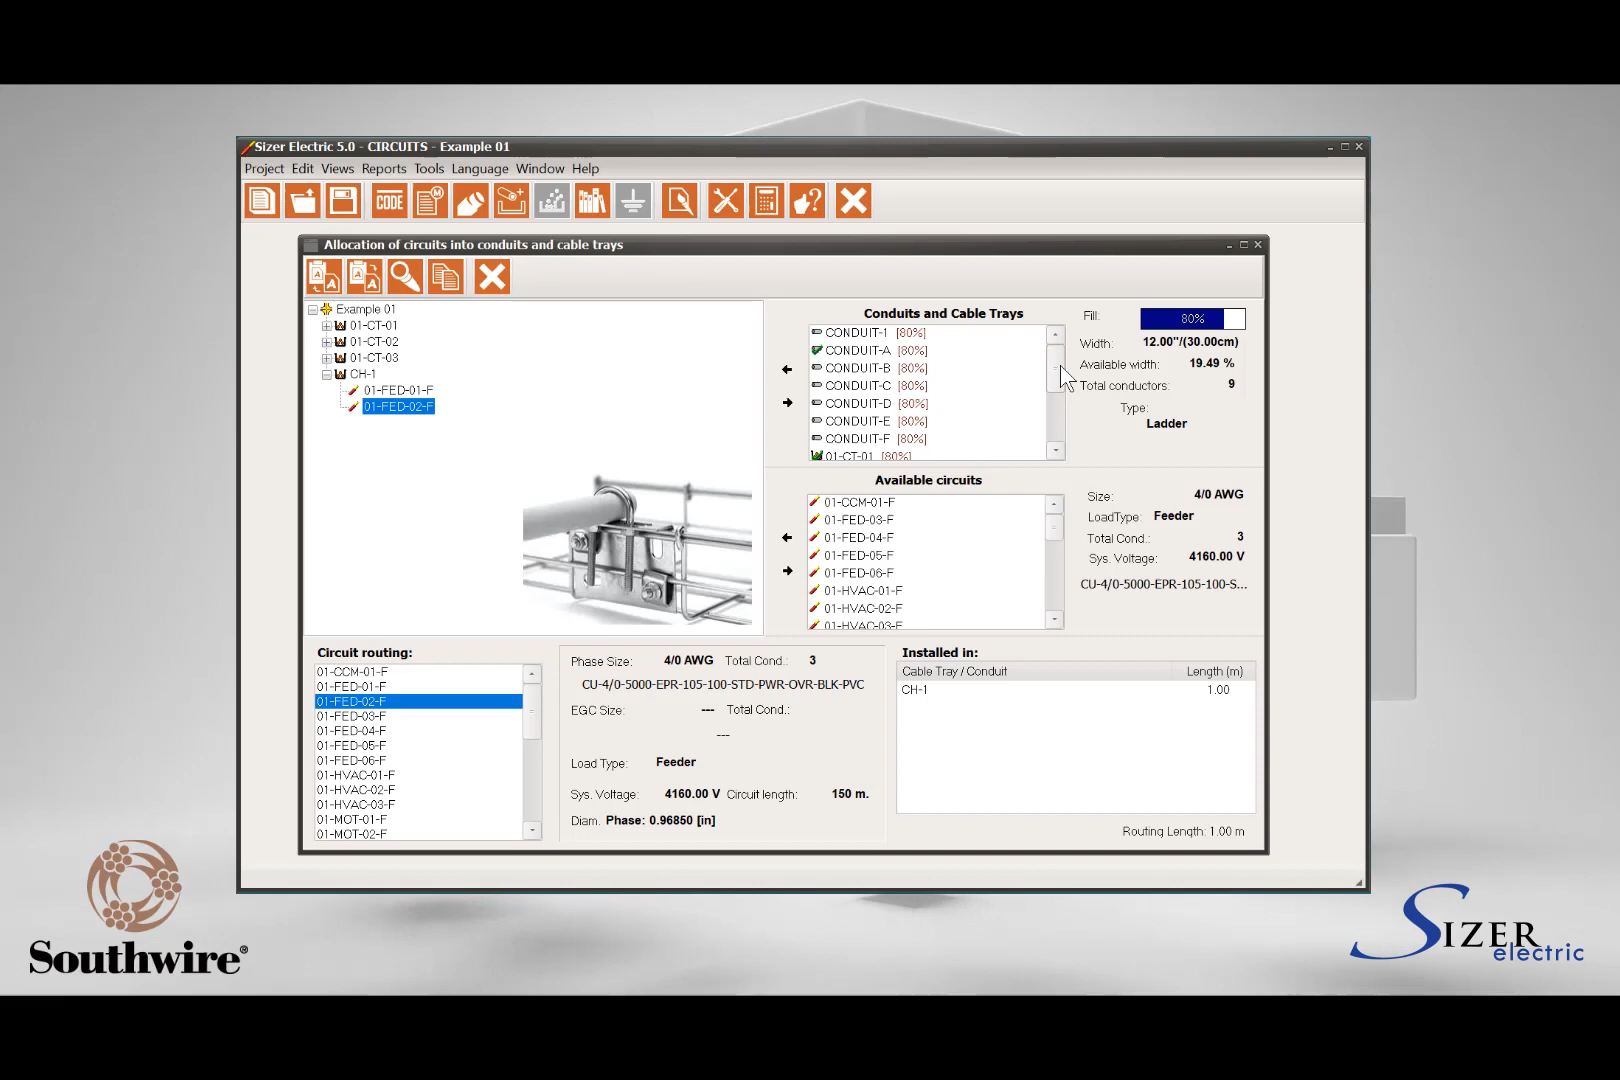 Sizer Electric 5.0 - CIRCUITS - Example 01
Project Edit Views Reports Tools Language Window Help
CODE
M
Allocation of circuits into conduits and cable trays
Example 01
01-CT-01
01-CT-02
01-CT-03
CH-1
01-FED-01-F
01-FED-02-F
Conduits and Cable Trays
CONDUIT-1 [80%]
CONDUIT-A [80%]
CONDUIT-B [80%]
CONDUIT-C [80%]
CONDUIT-D [80%]
CONDUIT-E [80%]
CONDUIT-F [80%]
01-CT-01 [80%]
Fill: 80%
Width: 12.00"/(30.00cm)
Available width: 19.49 %
Total conductors: 9
Type:
Ladder
Available circuits
01-CCM-01-F
01-FED-03-F
01-FED-04-F
01-FED-05-F
01-FED-06-F
01-HVAC-01-F
01-HVAC-02-F
01-HVAC-03-F
Size: 4/0 AWG
LoadType: Feeder
Total Cond.: 3
Sys. Voltage: 4160.00 V
CU-4/0-5000-EPR-105-100-S...
Circuit routing:
01-CCM-01-F
01-FED-01-F
01-FED-02-F
01-FED-03-F
01-FED-04-F
01-FED-05-F
01-FED-06-F
01-HVAC-01-F
01-HVAC-02-F
01-HVAC-03-F
01-MOT-01-F
01-MOT-02-F
Phase Size: 4/0 AWG Total Cond.: 3
CU-4/0-5000-EPR-105-100-STD-PWR-OVR-BLK-PVC
EGC Size: --- Total Cond.:
---
Load Type: Feeder
Sys. Voltage: 4160.00 V Circuit length: 150 m.
Diam. Phase: 0.96850 [in]
Installed in:
Cable Tray / Conduit Length (m)
CH-1 1.00
Routing Length: 1.00 m
Southwire®
SIZER
electric